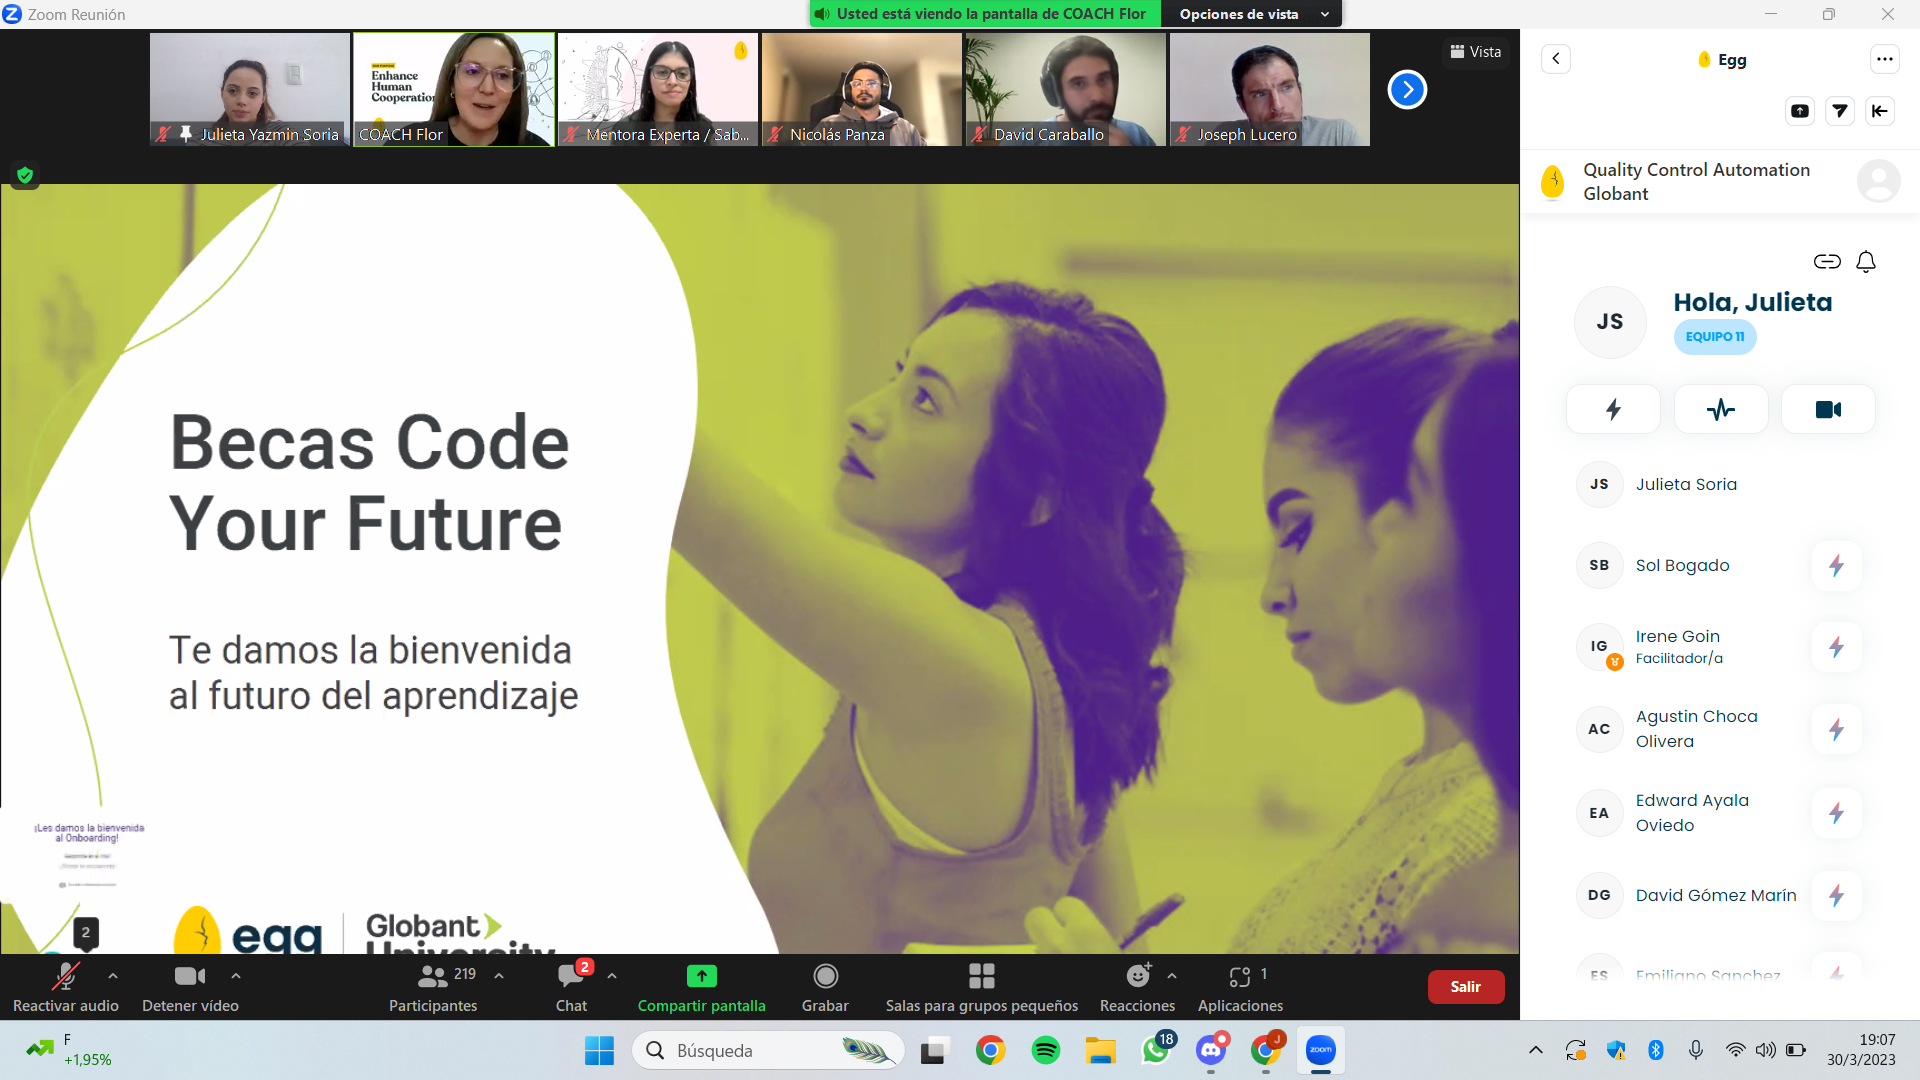 Zoom Reunión
Usted está viendo la pantalla de COACH Flor
Opciones de vista
Vista
Enhance
Human
Cooperation
Julieta Yazmin Soria
COACH Flor
Mentora Experta / Sab...
Nicolás Panza
David Caraballo
Joseph Lucero
Becas Code
Your Future
Te damos la bienvenida
al futuro del aprendizaje
¡Les damos la bienvenida
al Onboarding!
2
egg
Globant
University
Egg
Quality Control Automation
Globant
JS
Hola, Julieta
EQUIPO 11
JS
Julieta Soria
SB
Sol Bogado
IG
Irene Goin
Facilitador/a
AC
Agustin Choca
Olivera
EA
Edward Ayala
Oviedo
DG
David Gómez Marín
ES
Emiliano Sanchez
Reactivar audio
Detener vídeo
219
Participantes
2
Chat
Compartir pantalla
Grabar
Salas para grupos pequeños
Reacciones
1
Aplicaciones
Salir
F
+1,95%
Búsqueda
18
J
zoom
19:07
30/3/2023